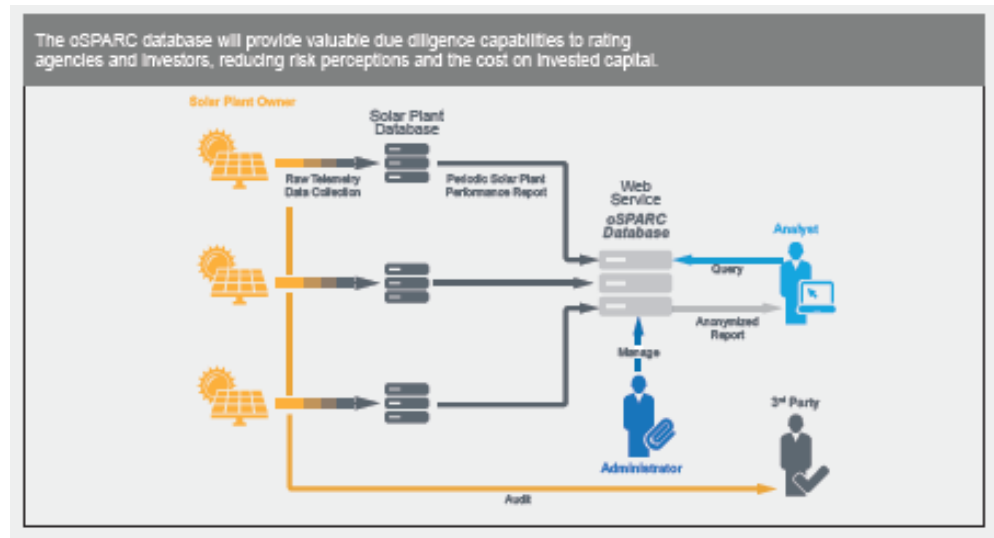 The oSPARC database will provide valuable due diligence capabilities to rating
agencies and investors, reducing risk perceptions and the cost on invested capital.
Solar Plant Owner
Solar Plant
Database
Raw Telemetry
Data Collection
Periodic Solar Plant
Performance Report
Web
Service
oSPARC
Database
Analyst
Query
Anonymized
Report
Manage
Administrator
3rd Party
Audit